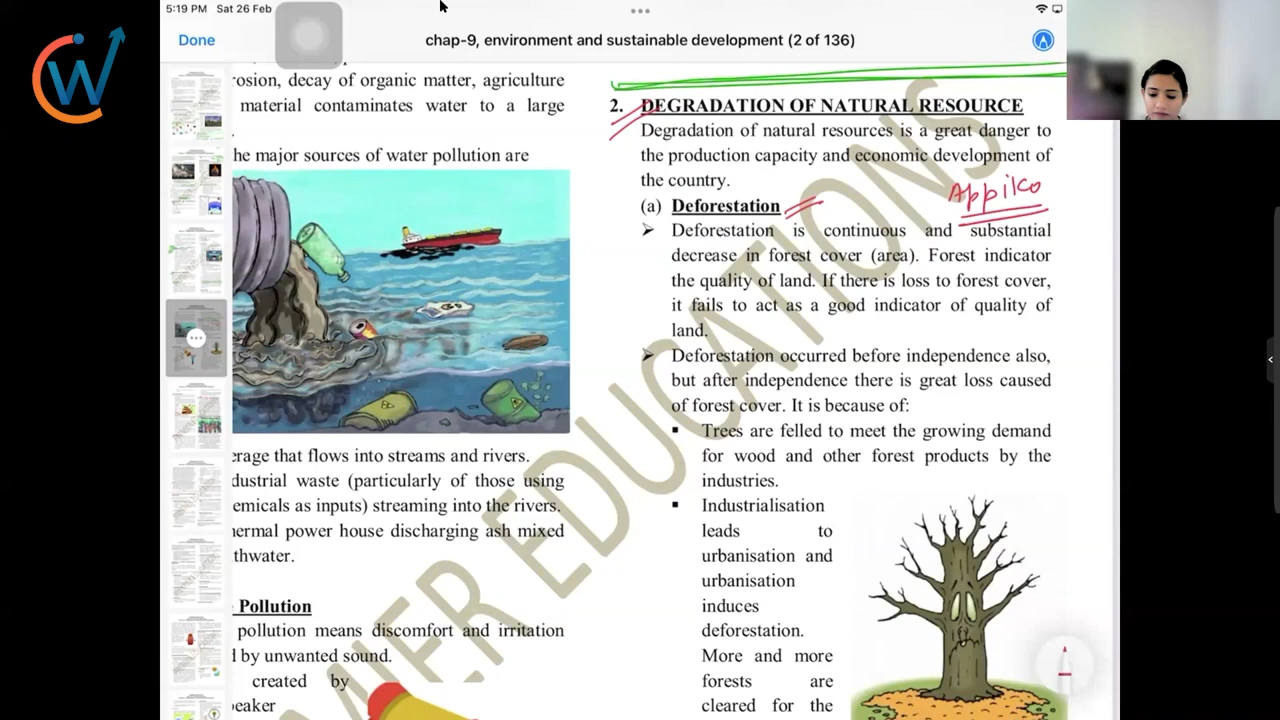 5:19 PM Sat 26 Feb
Done
chap-9, environment and sustainable development (2 of 136)
W
rosion, decay of organic matter agriculture
material contaminates water to a large
he major sources of water pollution are
erage that flows into streams and rivers.
dustrial waste (particularly of those using
emicals as inputs) streaming into the river.
ermal power houses discharge ash mixed
thwater.
Pollution
pollution means discomfort and irritation
d by unwanted sound.
created by
peaker
2. DEGRADATION OF NATURAL RESOURCE
Degradation of natural resources is a great danger to
the production capacity and economic development of
the country.
Appiko
(a) Deforestation
➢ Deforestation is continuous and substantial
decrease in forest cover (area). Forest indicator
the quality of land. If there is loss to forest cover,
it fails to act as a good indicator of quality of
land.
➢ Deforestation occurred before independence also,
but after independence there is great loss caused
of forest cover. It is because of:
▪ Trees are felled to meet the growing demand
for wood and other forest products by the
industries.
▪ Industrialisation
leads
urbanisation and
urbanisation
induces
deforestation.
More and more
forests are
cleared for the
NER EDUCATIONS